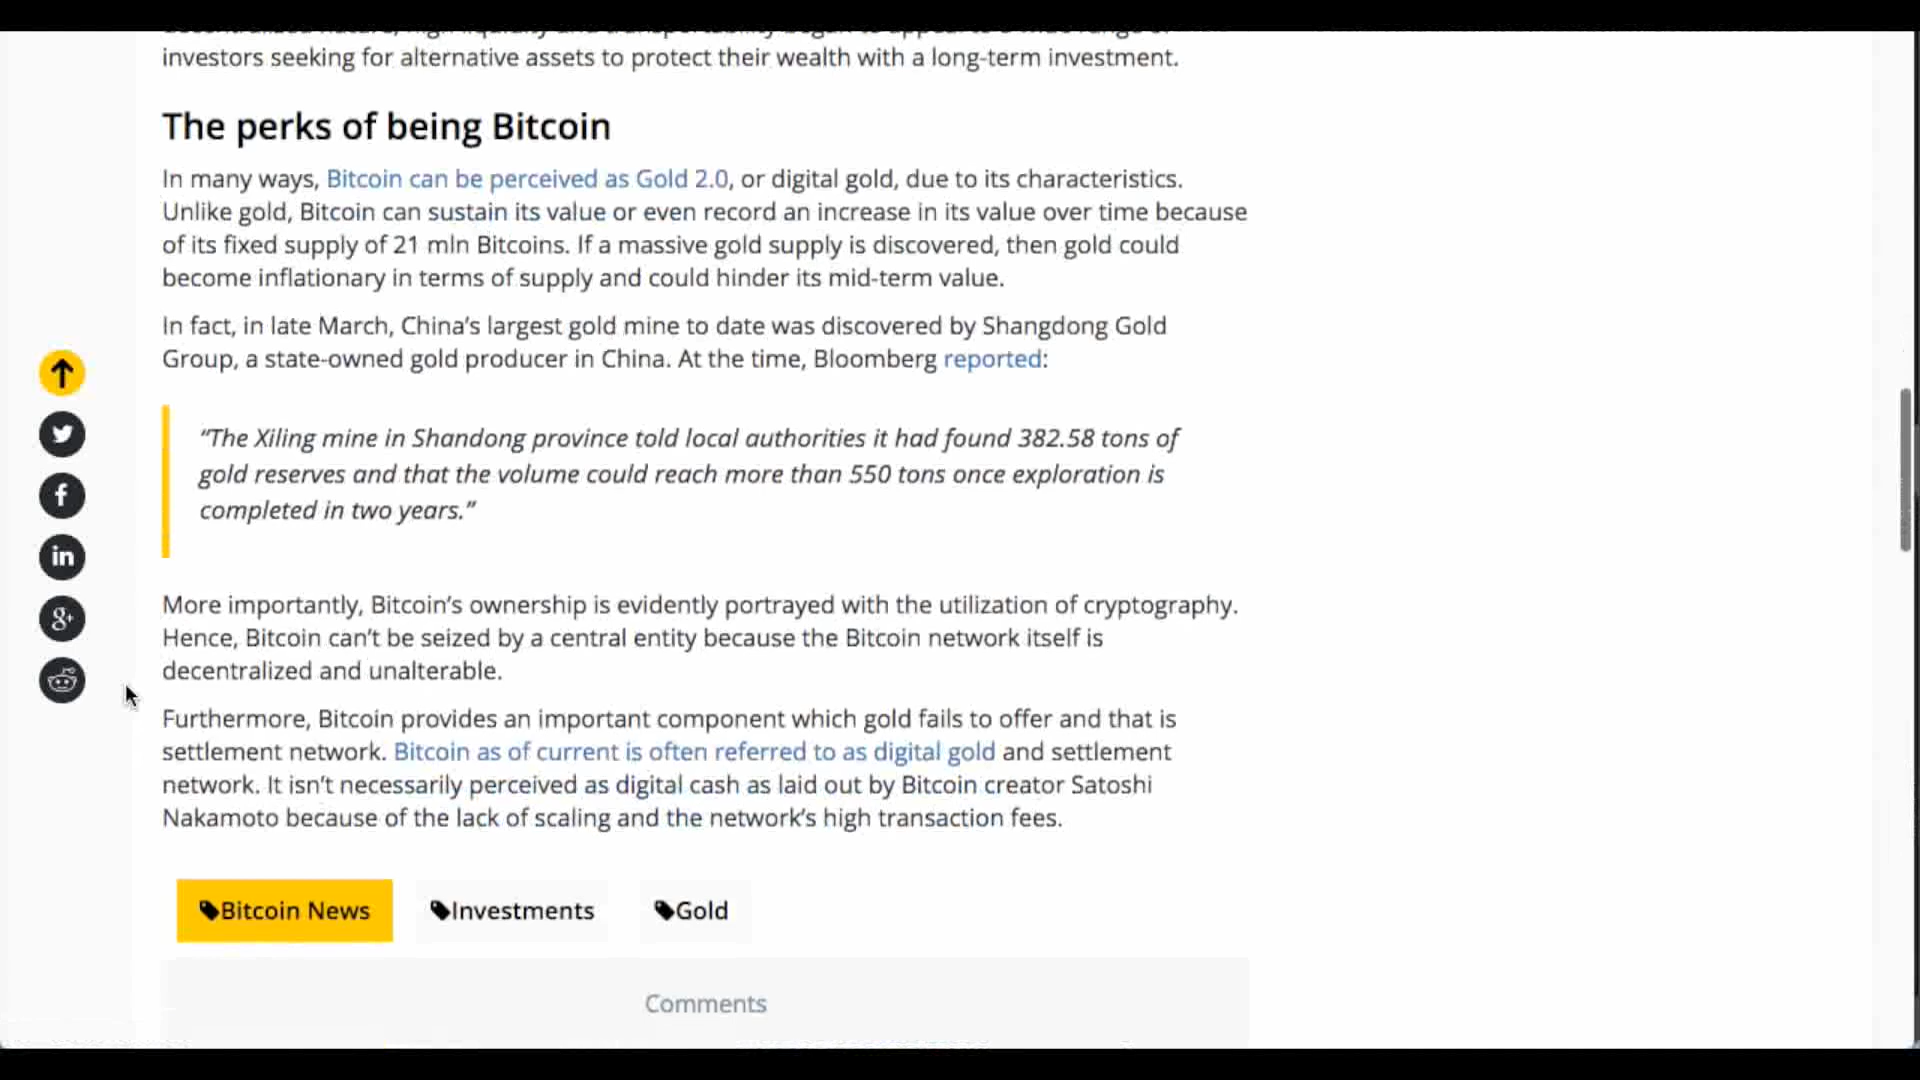 investors seeking for alternative assets to protect their wealth with a long-term investment.
The perks of being Bitcoin
In many ways, Bitcoin can be perceived as Gold 2.0, or digital gold, due to its characteristics.
Unlike gold, Bitcoin can sustain its value or even record an increase in its value over time because
of its fixed supply of 21 mln Bitcoins. If a massive gold supply is discovered, then gold could
become inflationary in terms of supply and could hinder its mid-term value.
In fact, in late March, China’s largest gold mine to date was discovered by Shangdong Gold
Group, a state-owned gold producer in China. At the time, Bloomberg reported:
“The Xiling mine in Shandong province told local authorities it had found 382.58 tons of
gold reserves and that the volume could reach more than 550 tons once exploration is
completed in two years.”
More importantly, Bitcoin’s ownership is evidently portrayed with the utilization of cryptography.
Hence, Bitcoin can’t be seized by a central entity because the Bitcoin network itself is
decentralized and unalterable.
Furthermore, Bitcoin provides an important component which gold fails to offer and that is
settlement network. Bitcoin as of current is often referred to as digital gold and settlement
network. It isn’t necessarily perceived as digital cash as laid out by Bitcoin creator Satoshi
Nakamoto because of the lack of scaling and the network’s high transaction fees.
Bitcoin News Investments Gold
Comments